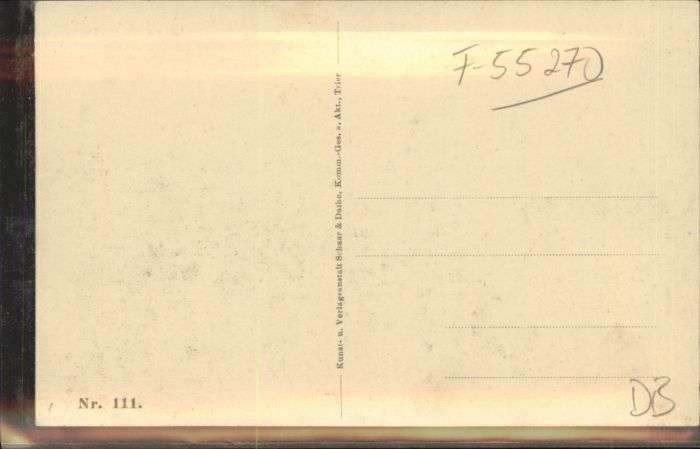 F-55270
Kunst- u. Verlagsanstalt Schaar & Dathe, Komm.-Ges. a. Akt., Trier
Nr. 111.
DB